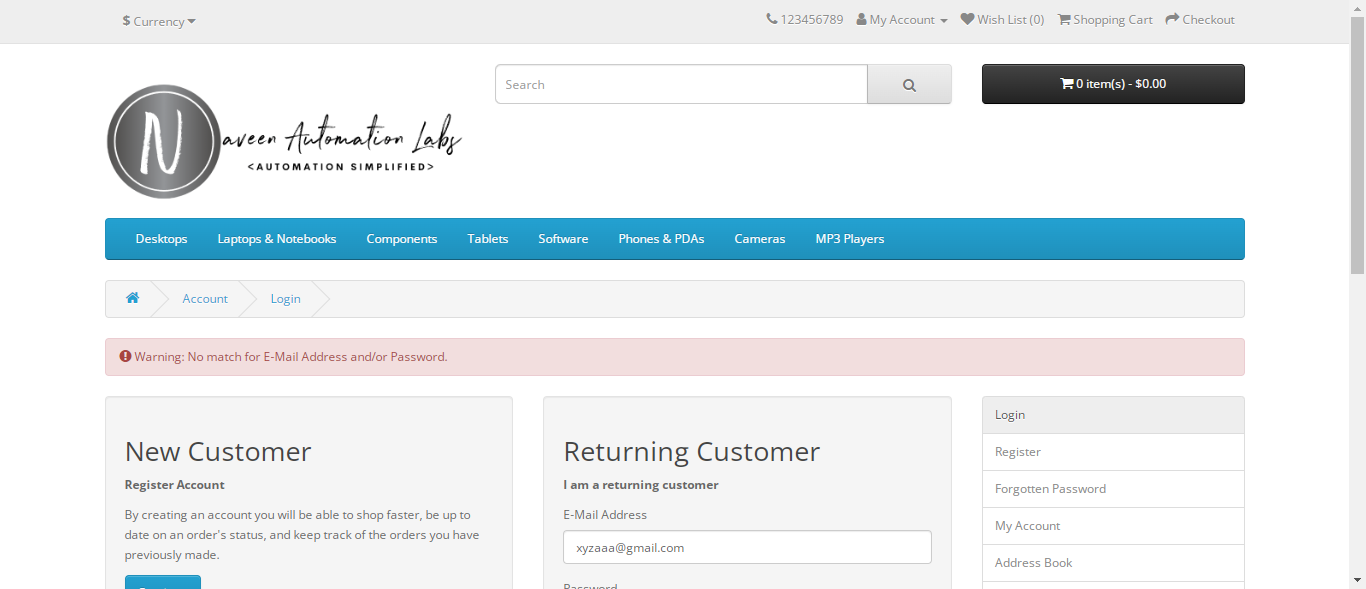 $ Currency
123456789 My Account Wish List (0) Shopping Cart Checkout
Search
0 item(s) - $0.00
N
aveen Automation Labs
<AUTOMATION SIMPLIFIED>
Desktops Laptops & Notebooks Components Tablets Software Phones & PDAs Cameras MP3 Players
Account Login
Warning: No match for E-Mail Address and/or Password.
New Customer
Register Account
By creating an account you will be able to shop faster, be up to
date on an order's status, and keep track of the orders you have
previously made.
Returning Customer
I am a returning customer
E-Mail Address
xyzaaa@gmail.com
Password
Login
Register
Forgotten Password
My Account
Address Book